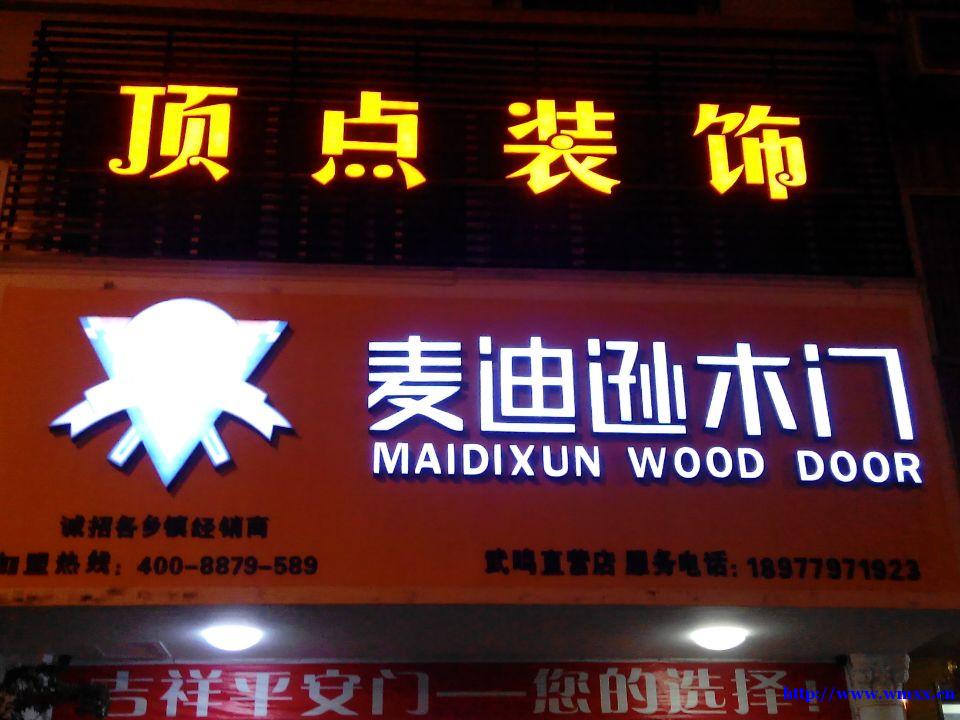 顶点装饰
麦迪逊木门
MAIDIXUN WOOD DOOR
诚招各乡镇经销商
加盟热线：400-8879-589
武鸣直营店 服务电话：18977971923
吉祥平安门——您的选择！
http://www.wmxx.cn